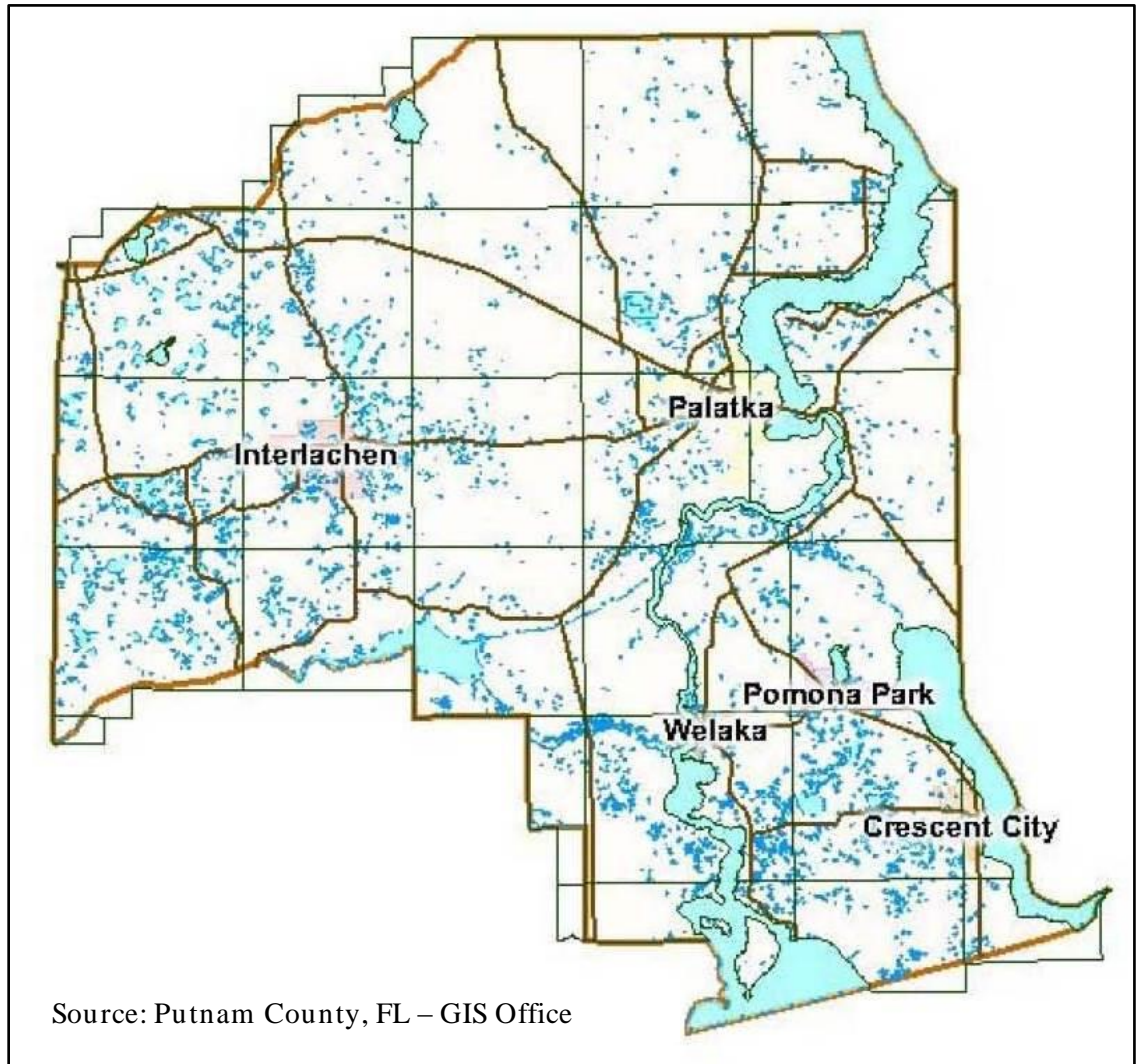 Palatka
Interlachen
Pomona Park
Welaka
Crescent City
Source: Putnam County, FL – GIS Office